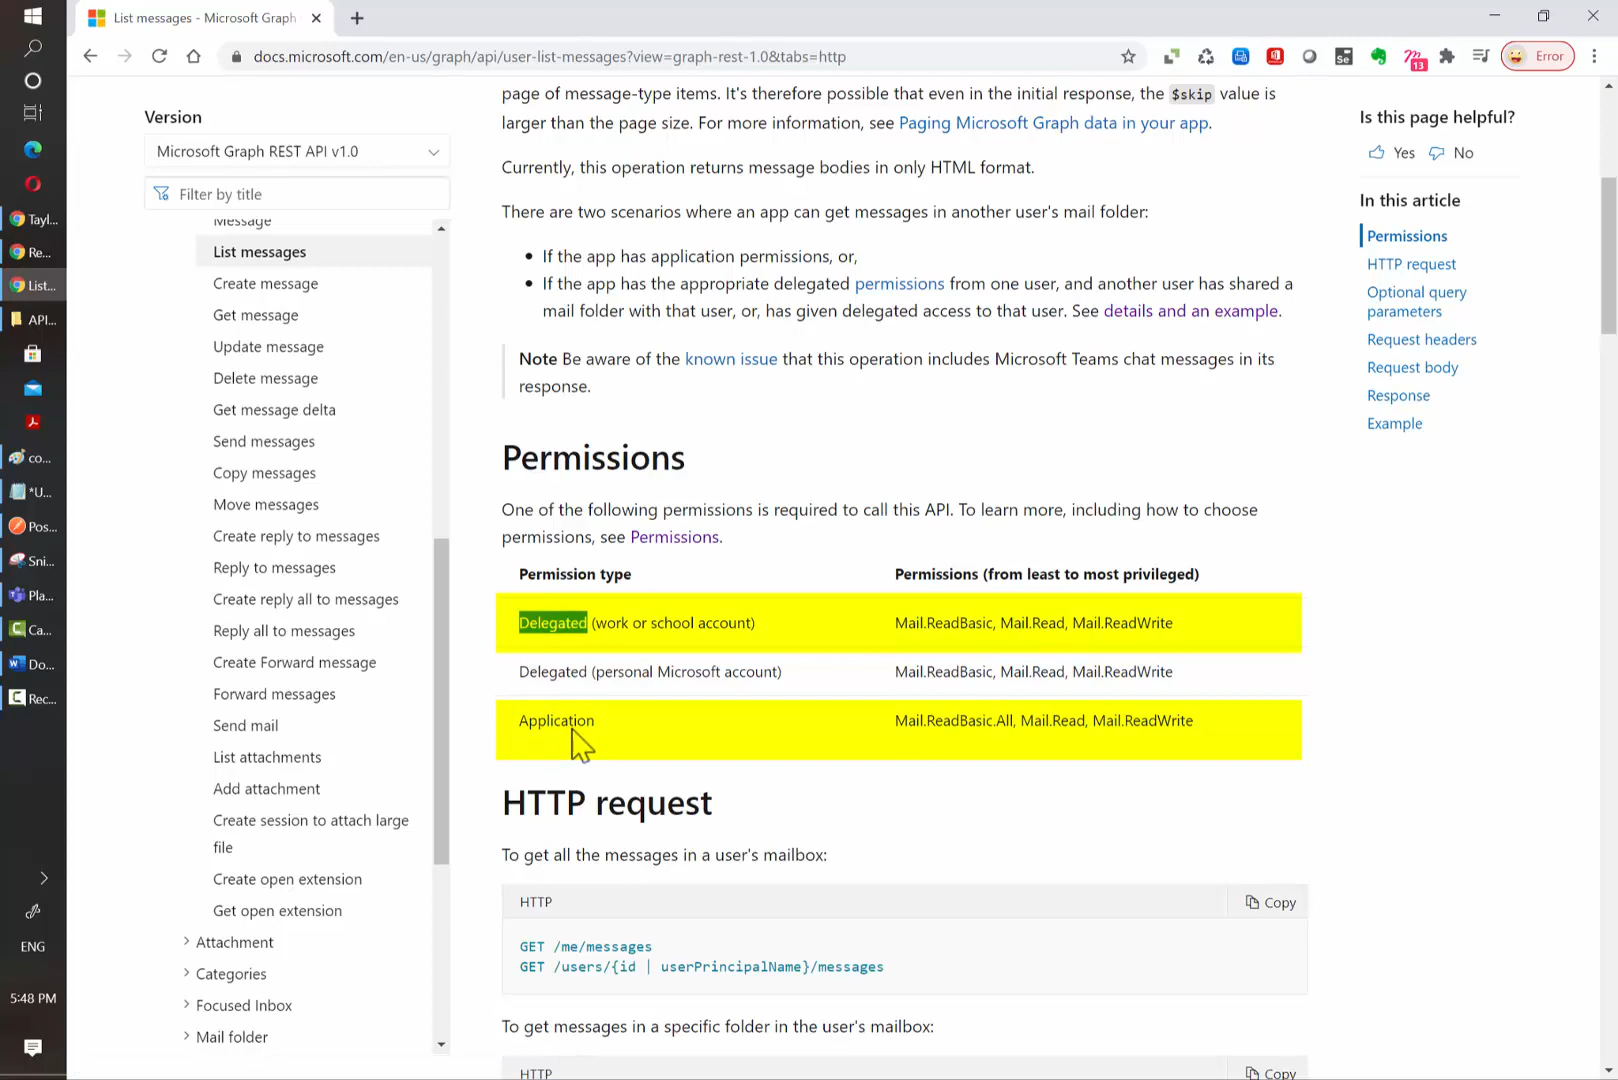 List messages - Microsoft Graph
docs.microsoft.com/en-us/graph/api/user-list-messages?view=graph-rest-1.0&tabs=http
Se
13
Error
Tayl...
Re...
List...
API...
co...
*U...
Pos...
Sni...
Pla...
Ca...
Do...
Rec...
ENG
5:48 PM
Version
Microsoft Graph REST API v1.0
Filter by title
Message
List messages
Create message
Get message
Update message
Delete message
Get message delta
Send messages
Copy messages
Move messages
Create reply to messages
Reply to messages
Create reply all to messages
Reply all to messages
Create Forward message
Forward messages
Send mail
List attachments
Add attachment
Create session to attach large
file
Create open extension
Get open extension
Attachment
Categories
Focused Inbox
Mail folder
page of message-type items. It's therefore possible that even in the initial response, the $skip value is
larger than the page size. For more information, see Paging Microsoft Graph data in your app.
Currently, this operation returns message bodies in only HTML format.
There are two scenarios where an app can get messages in another user's mail folder:
• If the app has application permissions, or,
• If the app has the appropriate delegated permissions from one user, and another user has shared a
mail folder with that user, or, has given delegated access to that user. See details and an example.
Note Be aware of the known issue that this operation includes Microsoft Teams chat messages in its
response.
Permissions
One of the following permissions is required to call this API. To learn more, including how to choose
permissions, see Permissions.
Permission type Permissions (from least to most privileged)
Delegated (work or school account) Mail.ReadBasic, Mail.Read, Mail.ReadWrite
Delegated (personal Microsoft account) Mail.ReadBasic, Mail.Read, Mail.ReadWrite
Application Mail.ReadBasic.All, Mail.Read, Mail.ReadWrite
HTTP request
To get all the messages in a user's mailbox:
HTTP Copy
GET /me/messages
GET /users/{id | userPrincipalName}/messages
To get messages in a specific folder in the user's mailbox:
HTTP Copy
Is this page helpful?
Yes No
In this article
Permissions
HTTP request
Optional query
parameters
Request headers
Request body
Response
Example